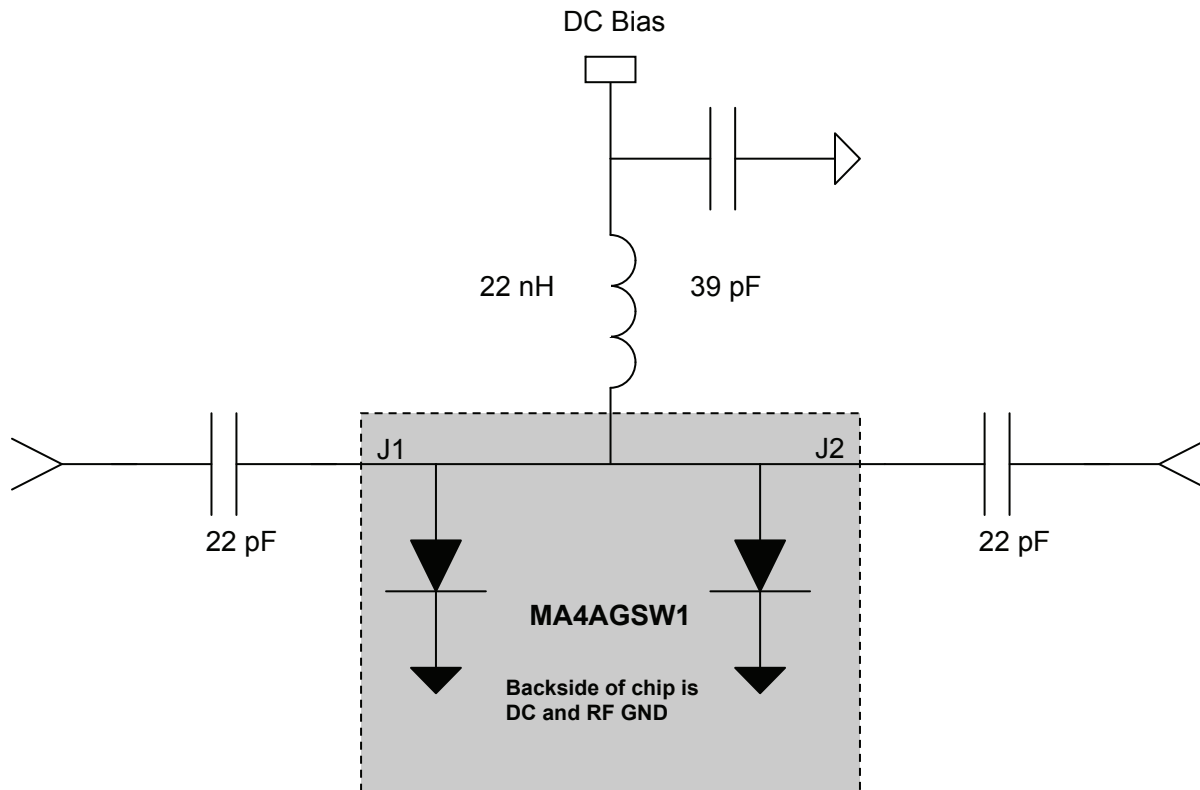 DC Bias
22 nH
39 pF
J1
J2
22 pF
22 pF
MA4AGSW1
Backside of chip is
DC and RF GND